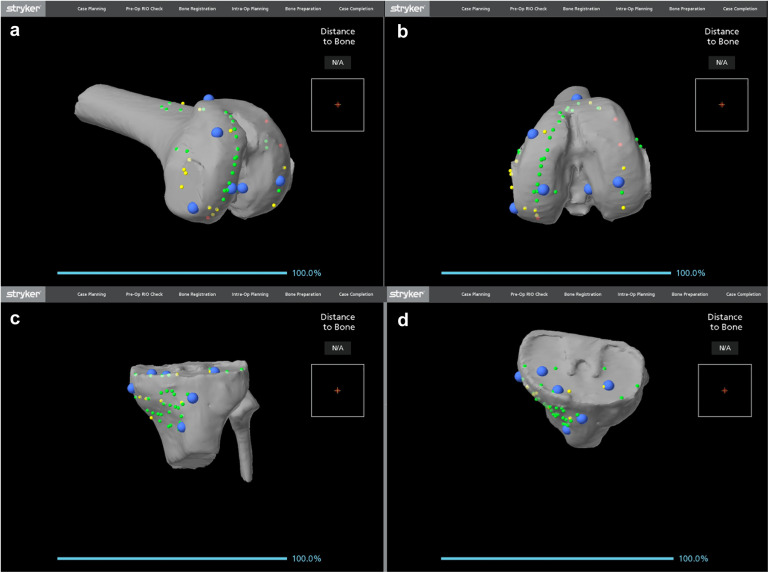 stryker Case Planning Pre-Op RIO Check Bone Registration Intra-Op Planning Bone Preparation Case Completion
a
Distance
to Bone
N/A
100.0%
stryker Case Planning Pre-Op RIO Check Bone Registration Intra-Op Planning Bone Preparation Case Completion
b
Distance
to Bone
N/A
100.0%
stryker Case Planning Pre-Op RIO Check Bone Registration Intra-Op Planning Bone Preparation Case Completion
c
Distance
to Bone
N/A
100.0%
stryker Case Planning Pre-Op RIO Check Bone Registration Intra-Op Planning Bone Preparation Case Completion
d
Distance
to Bone
N/A
100.0%